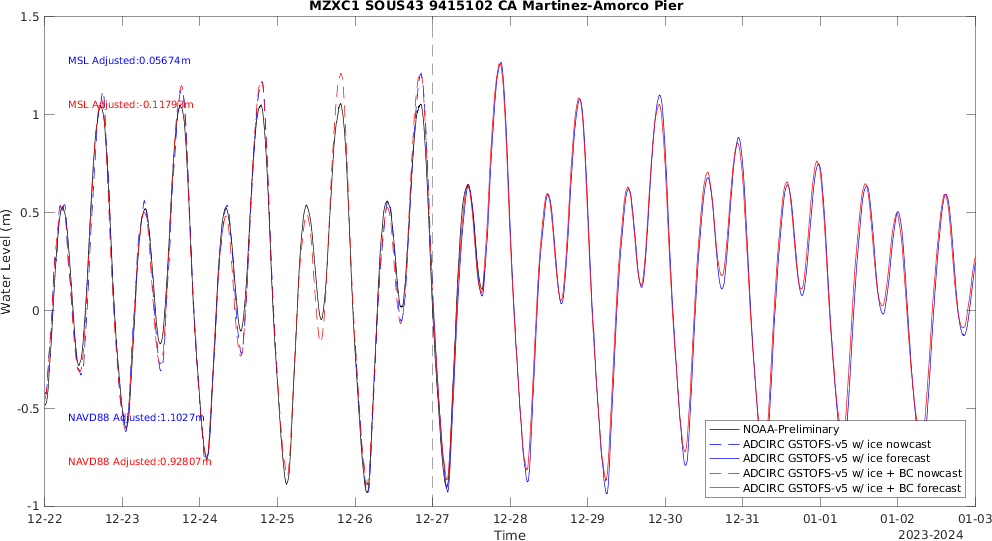 MZXC1 SOUS43 9415102 CA Martinez-Amorco Pier
1.5
1
0.5
0
-0.5
-1
Water Level (m)
MSL Adjusted:0.05674m
MSL Adjusted:-0.11793m
NAVD88 Adjusted:1.1027m
NAVD88 Adjusted:0.92807m
NOAA-Preliminary
ADCIRC GSTOFS-v5 w/ ice nowcast
ADCIRC GSTOFS-v5 w/ ice forecast
ADCIRC GSTOFS-v5 w/ ice + BC nowcast
ADCIRC GSTOFS-v5 w/ ice + BC forecast
12-22 12-23 12-24 12-25 12-26 12-27 12-28 12-29 12-30 12-31 01-01 01-02 01-03
Time
2023-2024